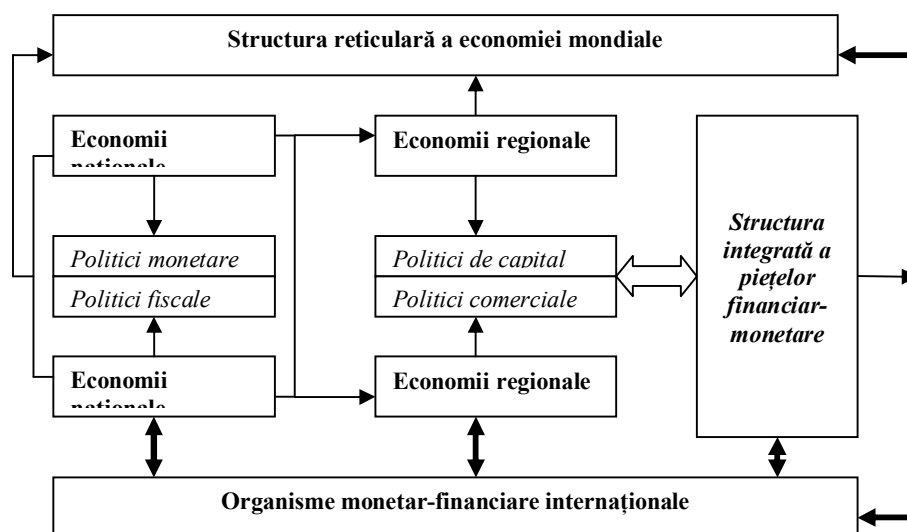 Structura reticulară a economiei mondiale
Economii
Economii regionale
Politici monetare
Politici fiscale
Politici de capital
Politici comerciale
Structura
integrată a
piețelor
financiar-
monetare
Economii
Economii regionale
Organisme monetar-financiare internaționale